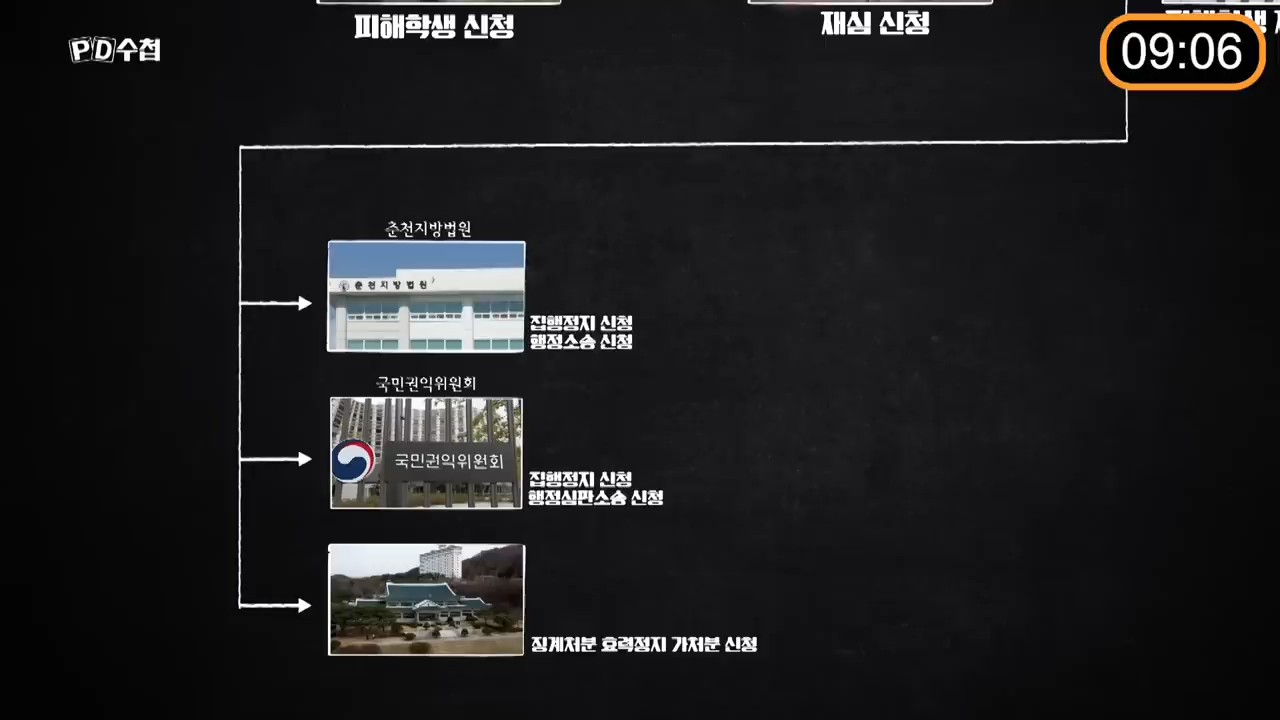 피해학생 신청
재심 신청
PD수첩
09:06
춘천지방법원
춘천지방법원
집행정지 신청
행정소송 신청
국민권익위원회
국민권익위원회
집행정지 신청
행정심판소송 신청
징계처분 효력정지 가처분 신청